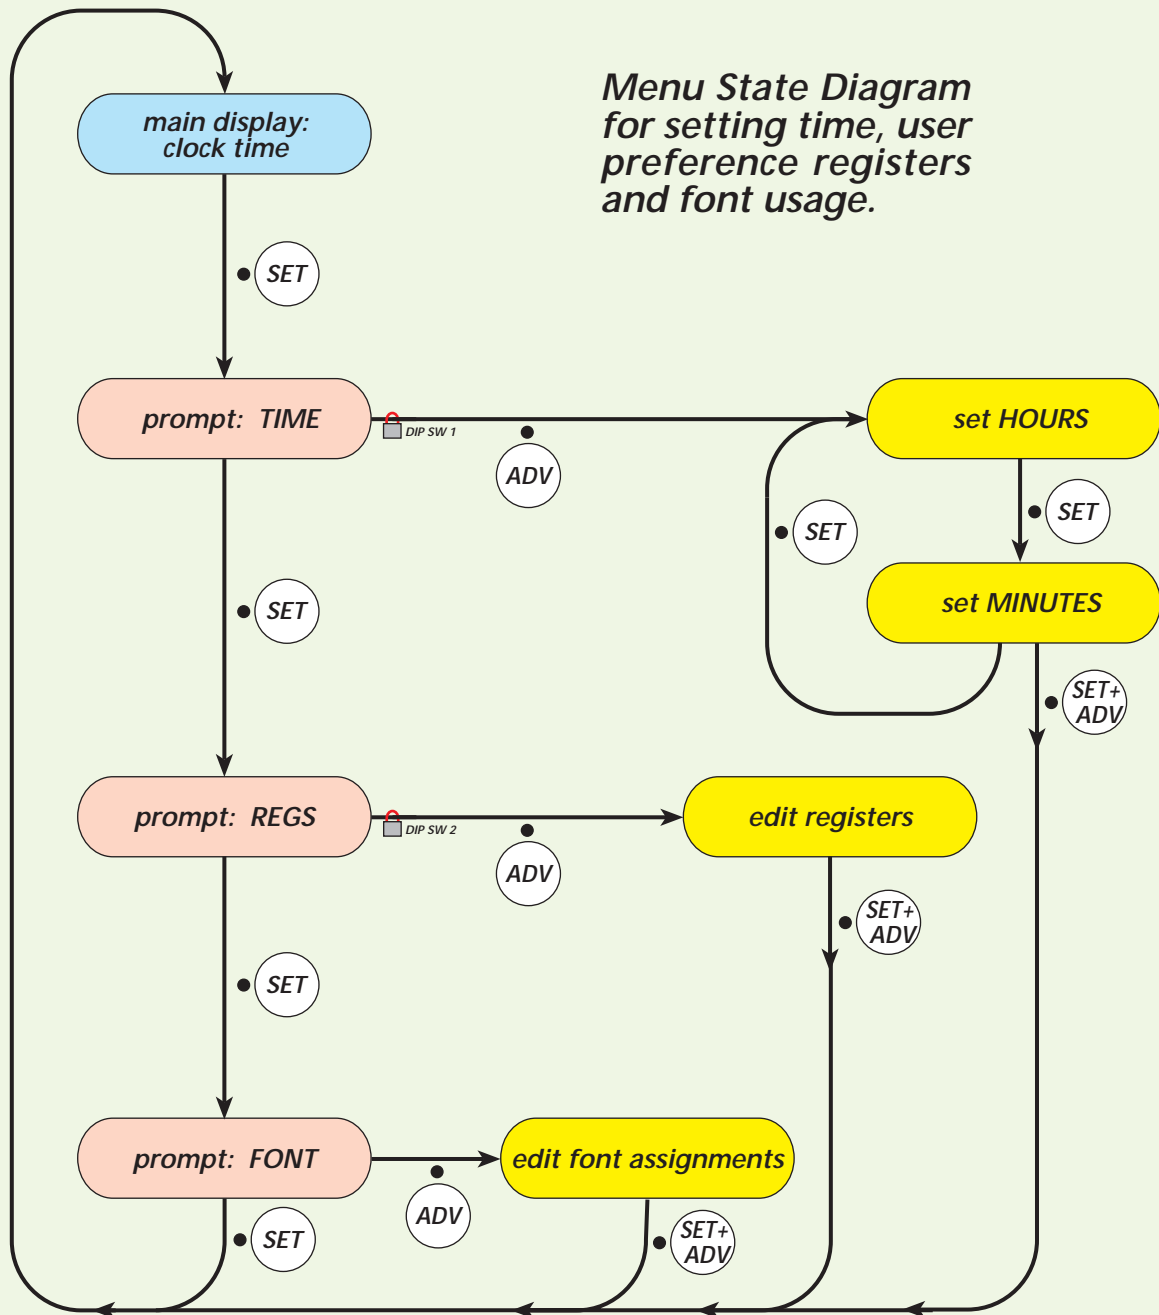 Menu State Diagram
for setting time, user
preference registers
and font usage.
main display:
clock time
SET
prompt: TIME
DIP SW 1
ADV
set HOURS
SET
SET
set MINUTES
SET
SET+
ADV
prompt: REGS
DIP SW 2
ADV
edit registers
SET+
ADV
SET
prompt: FONT
ADV
edit font assignments
SET
SET+
ADV